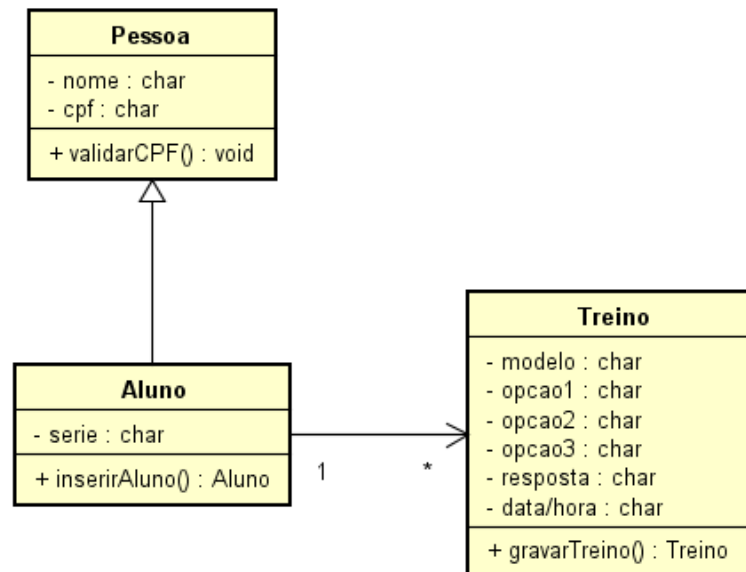 Pessoa
- nome : char
- cpf : char
+ validarCPF() : void
Aluno
- serie : char
+ inserirAluno() : Aluno
1
*
Treino
- modelo : char
- opcao1 : char
- opcao2 : char
- opcao3 : char
- resposta : char
- data/hora : char
+ gravarTreino() : Treino